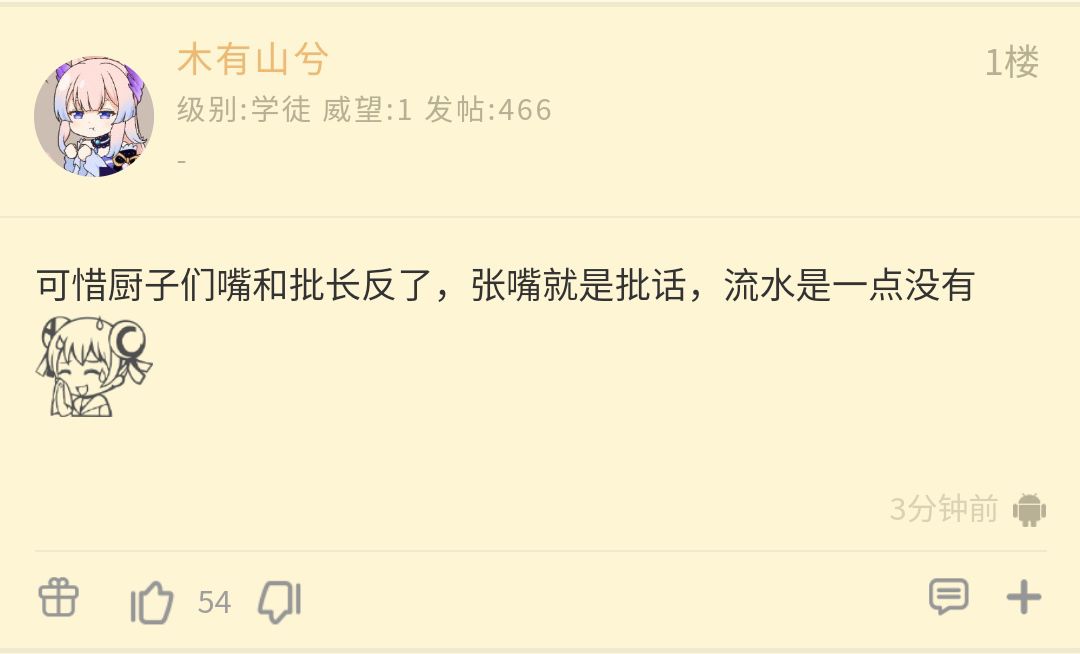 木有山兮
1楼
级别:学徒 威望:1 发帖:466
-
可惜厨子们嘴和批长反了，张嘴就是批话，流水是一点没有
3分钟前
54